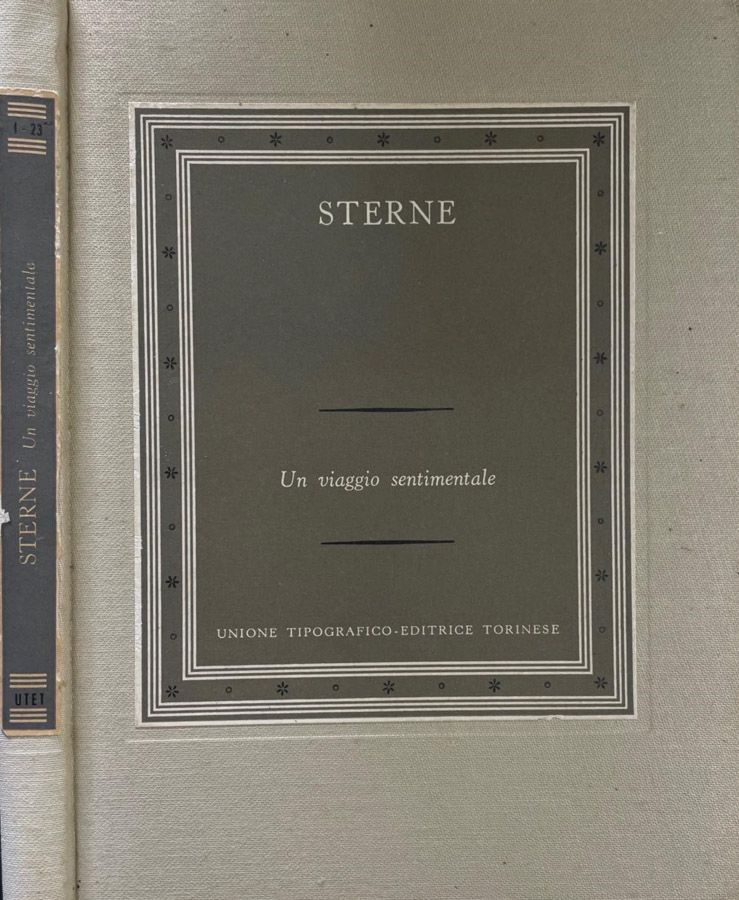 I-23
STERNE Un viaggio sentimentale
UTET
STERNE
Un viaggio sentimentale
UNIONE TIPOGRAFICO-EDITRICE TORINESE